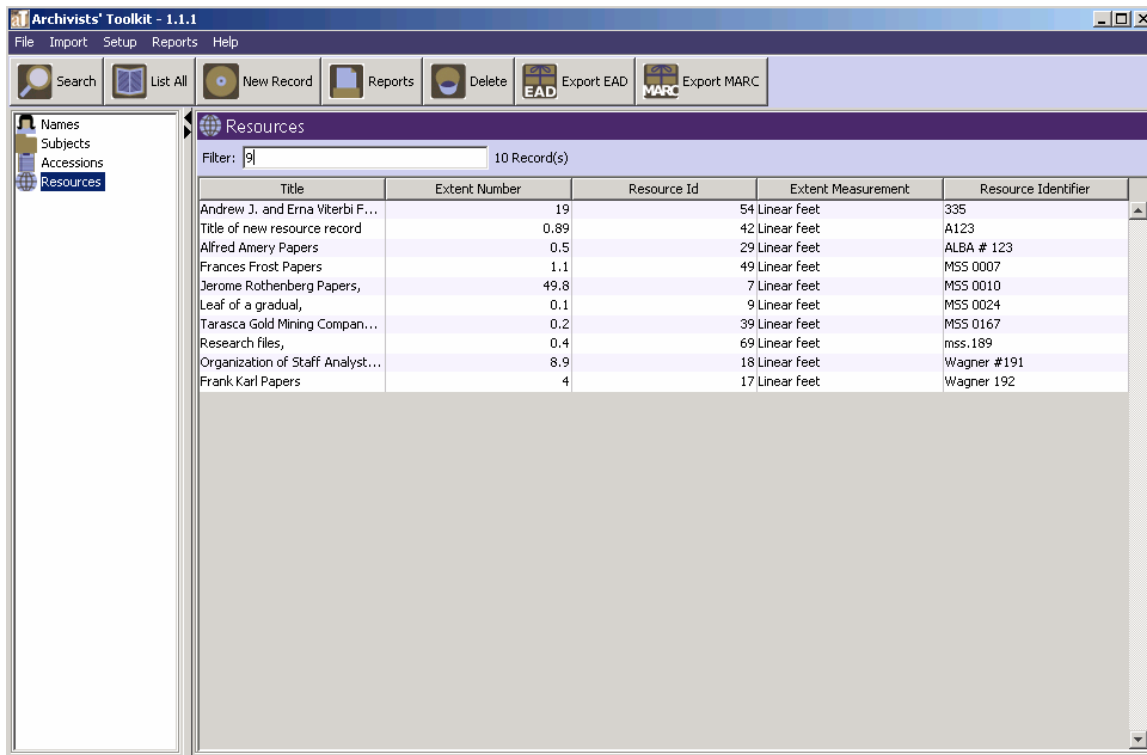 aT Archivists' Toolkit - 1.1.1
File Import Setup Reports Help
Search List All New Record Reports Delete EAD Export EAD MARC Export MARC
Names
Subjects
Accessions
Resources
Resources
Filter: 9 10 Record(s)
Title Extent Number Resource Id Extent Measurement Resource Identifier
Andrew J. and Erna Viterbi F... 19 54 Linear feet 335
Title of new resource record 0.89 42 Linear feet A123
Alfred Amery Papers 0.5 29 Linear feet ALBA # 123
Frances Frost Papers 1.1 49 Linear feet MSS 0007
Jerome Rothenberg Papers, 49.8 7 Linear feet MSS 0010
Leaf of a gradual, 0.1 9 Linear feet MSS 0024
Tarasca Gold Mining Compan... 0.2 39 Linear feet MSS 0167
Research files, 0.4 69 Linear feet mss.189
Organization of Staff Analyst... 8.9 18 Linear feet Wagner #191
Frank Karl Papers 4 17 Linear feet Wagner 192